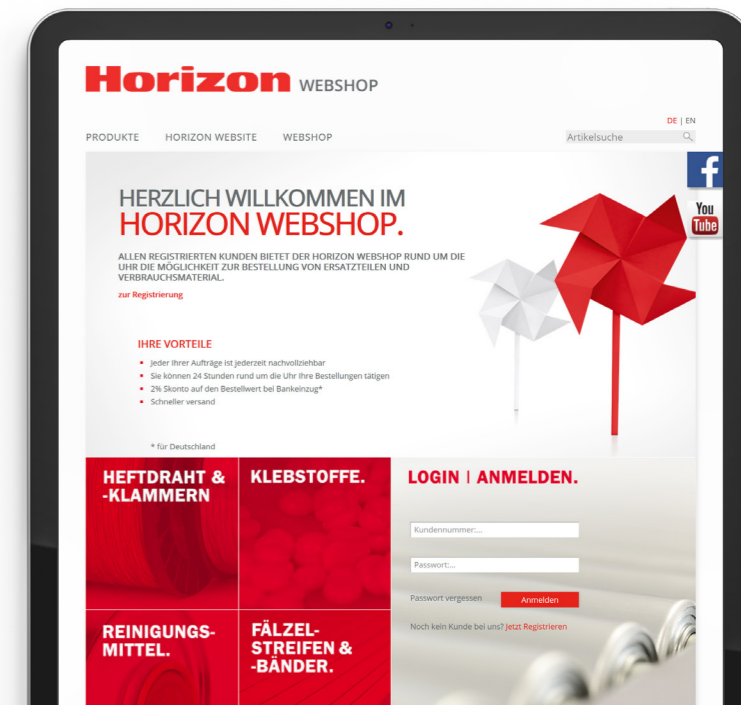 Horizon WEBSHOP
DE | EN
PRODUKTE HORIZON WEBSITE WEBSHOP Artikelsuche
f
You
Tube
HERZLICH WILLKOMMEN IM
HORIZON WEBSHOP.
ALLEN REGISTRIERTEN KUNDEN BIETET DER HORIZON WEBSHOP RUND UM DIE
UHR DIE MÖGLICHKEIT ZUR BESTELLUNG VON ERSATZTEILEN UND
VERBRAUCHSMATERIAL.
zur Registrierung
IHRE VORTEILE
Jeder Ihrer Aufträge ist jederzeit nachvollziehbar
Sie können 24 Stunden rund um die Uhr Ihre Bestellungen tätigen
2% Skonto auf den Bestellwert bei Bankeinzug*
Schneller versand
* für Deutschland
HEFTDRAHT &
-KLAMMERN
KLEBSTOFFE.
LOGIN | ANMELDEN.
Kundennummer:...
Passwort:...
Passwort vergessen Anmelden
Noch kein Kunde bei uns? Jetzt Registrieren
REINIGUNGS-
MITTEL.
FÄLZEL-
STREIFEN &
-BÄNDER.